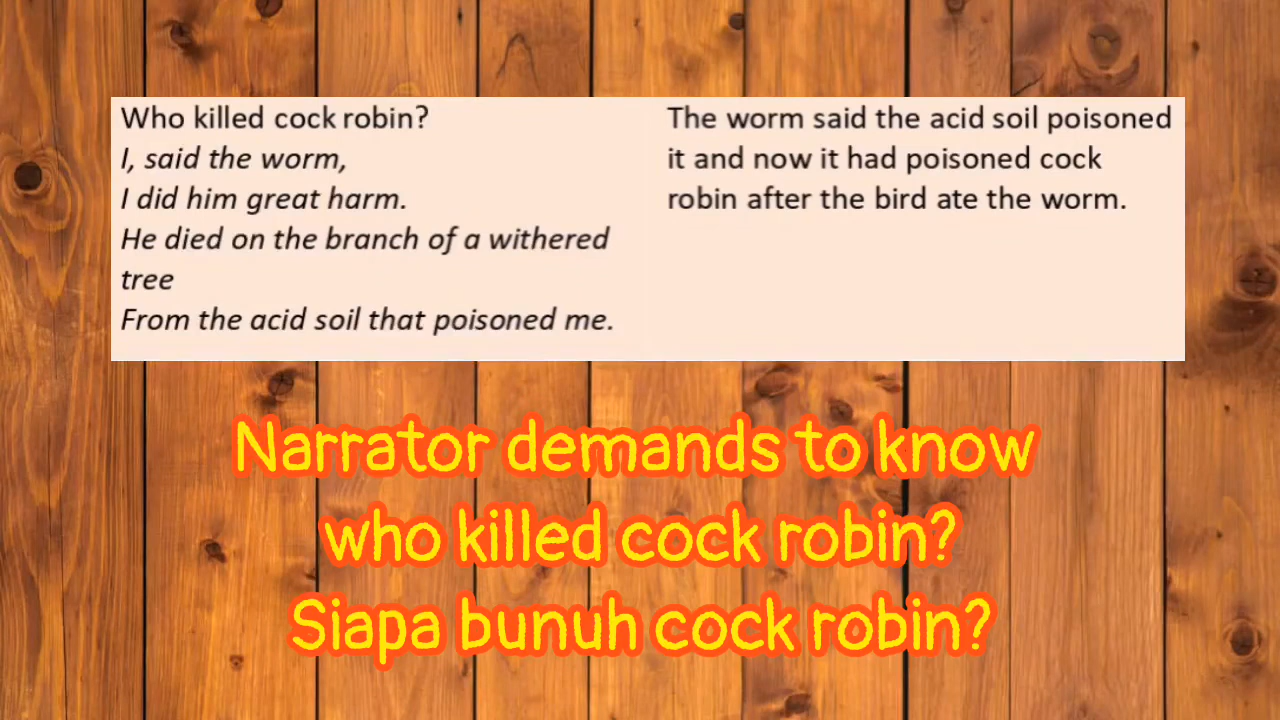 Who killed cock robin?
I, said the worm,
I did him great harm.
He died on the branch of a withered
tree
From the acid soil that poisoned me.
The worm said the acid soil poisoned
it and now it had poisoned cock
robin after the bird ate the worm.
Narrator demands to know
who killed cock robin?
Siapa bunuh cock robin?